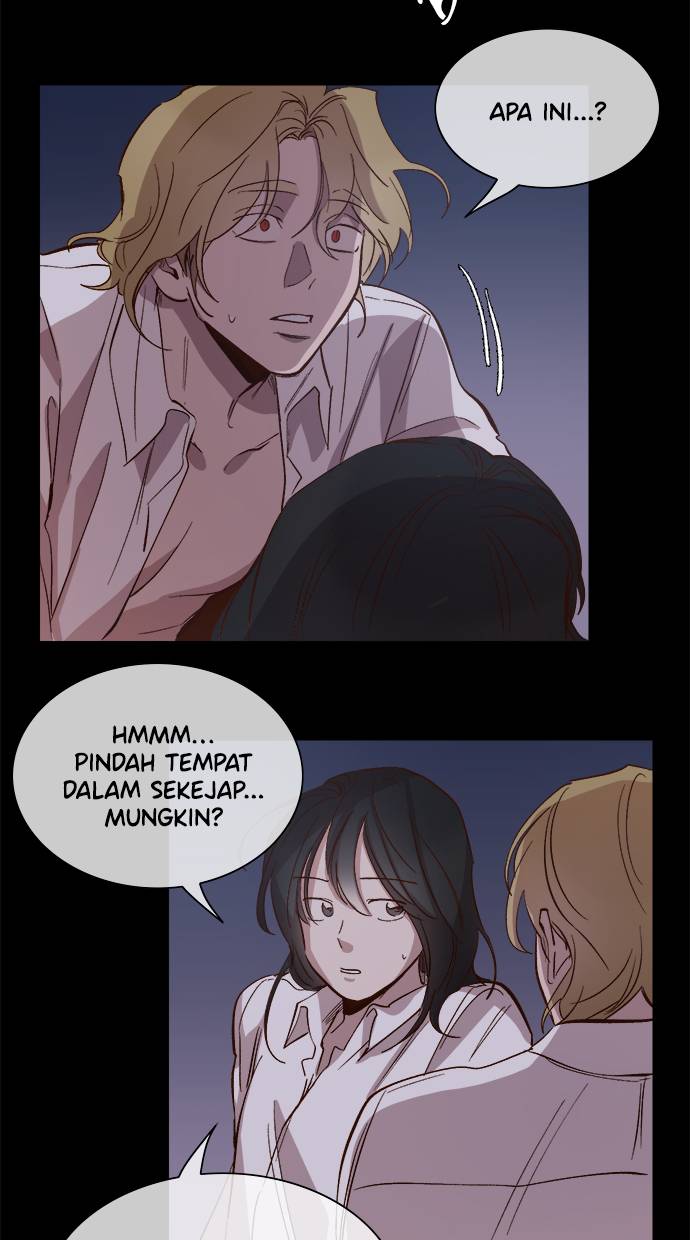 APA INI...?
HMMM...
PINDAH TEMPAT
DALAM SEKEJAP...
MUNGKIN?